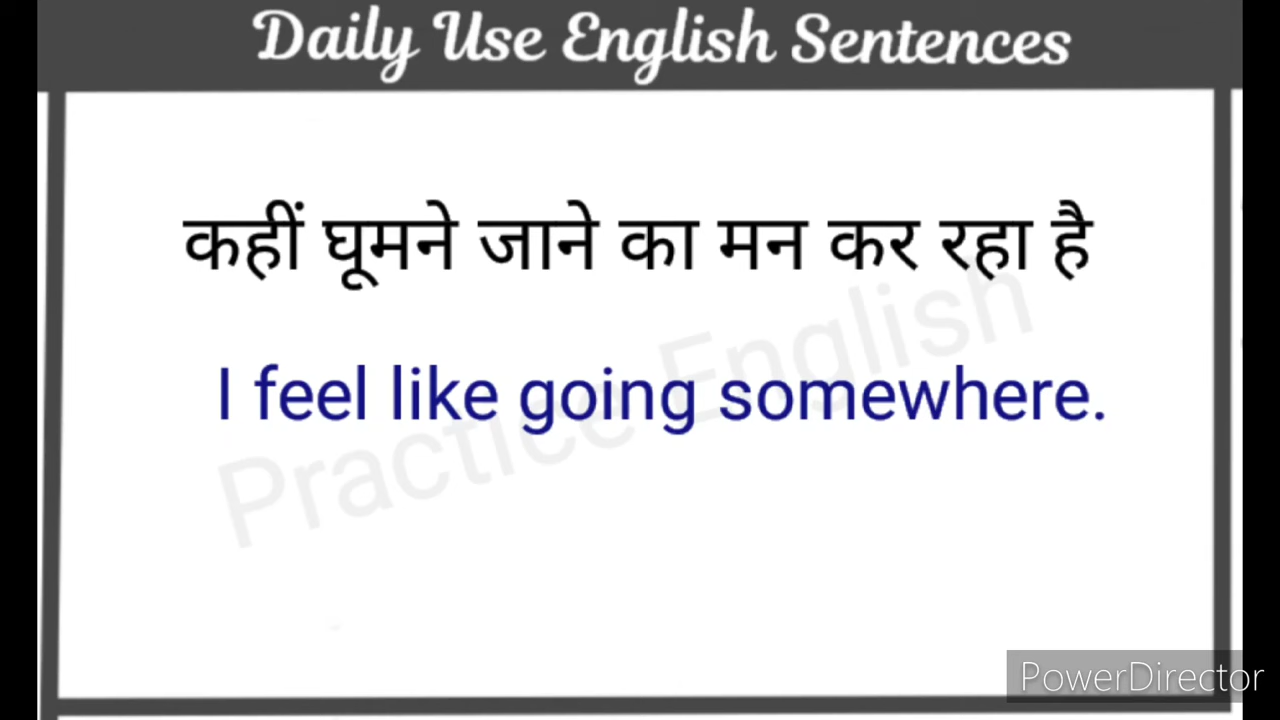 Daily Use English Sentences
कहीं घूमने जाने का मन कर रहा है
I feel like going somewhere.
Practice English
PowerDirector